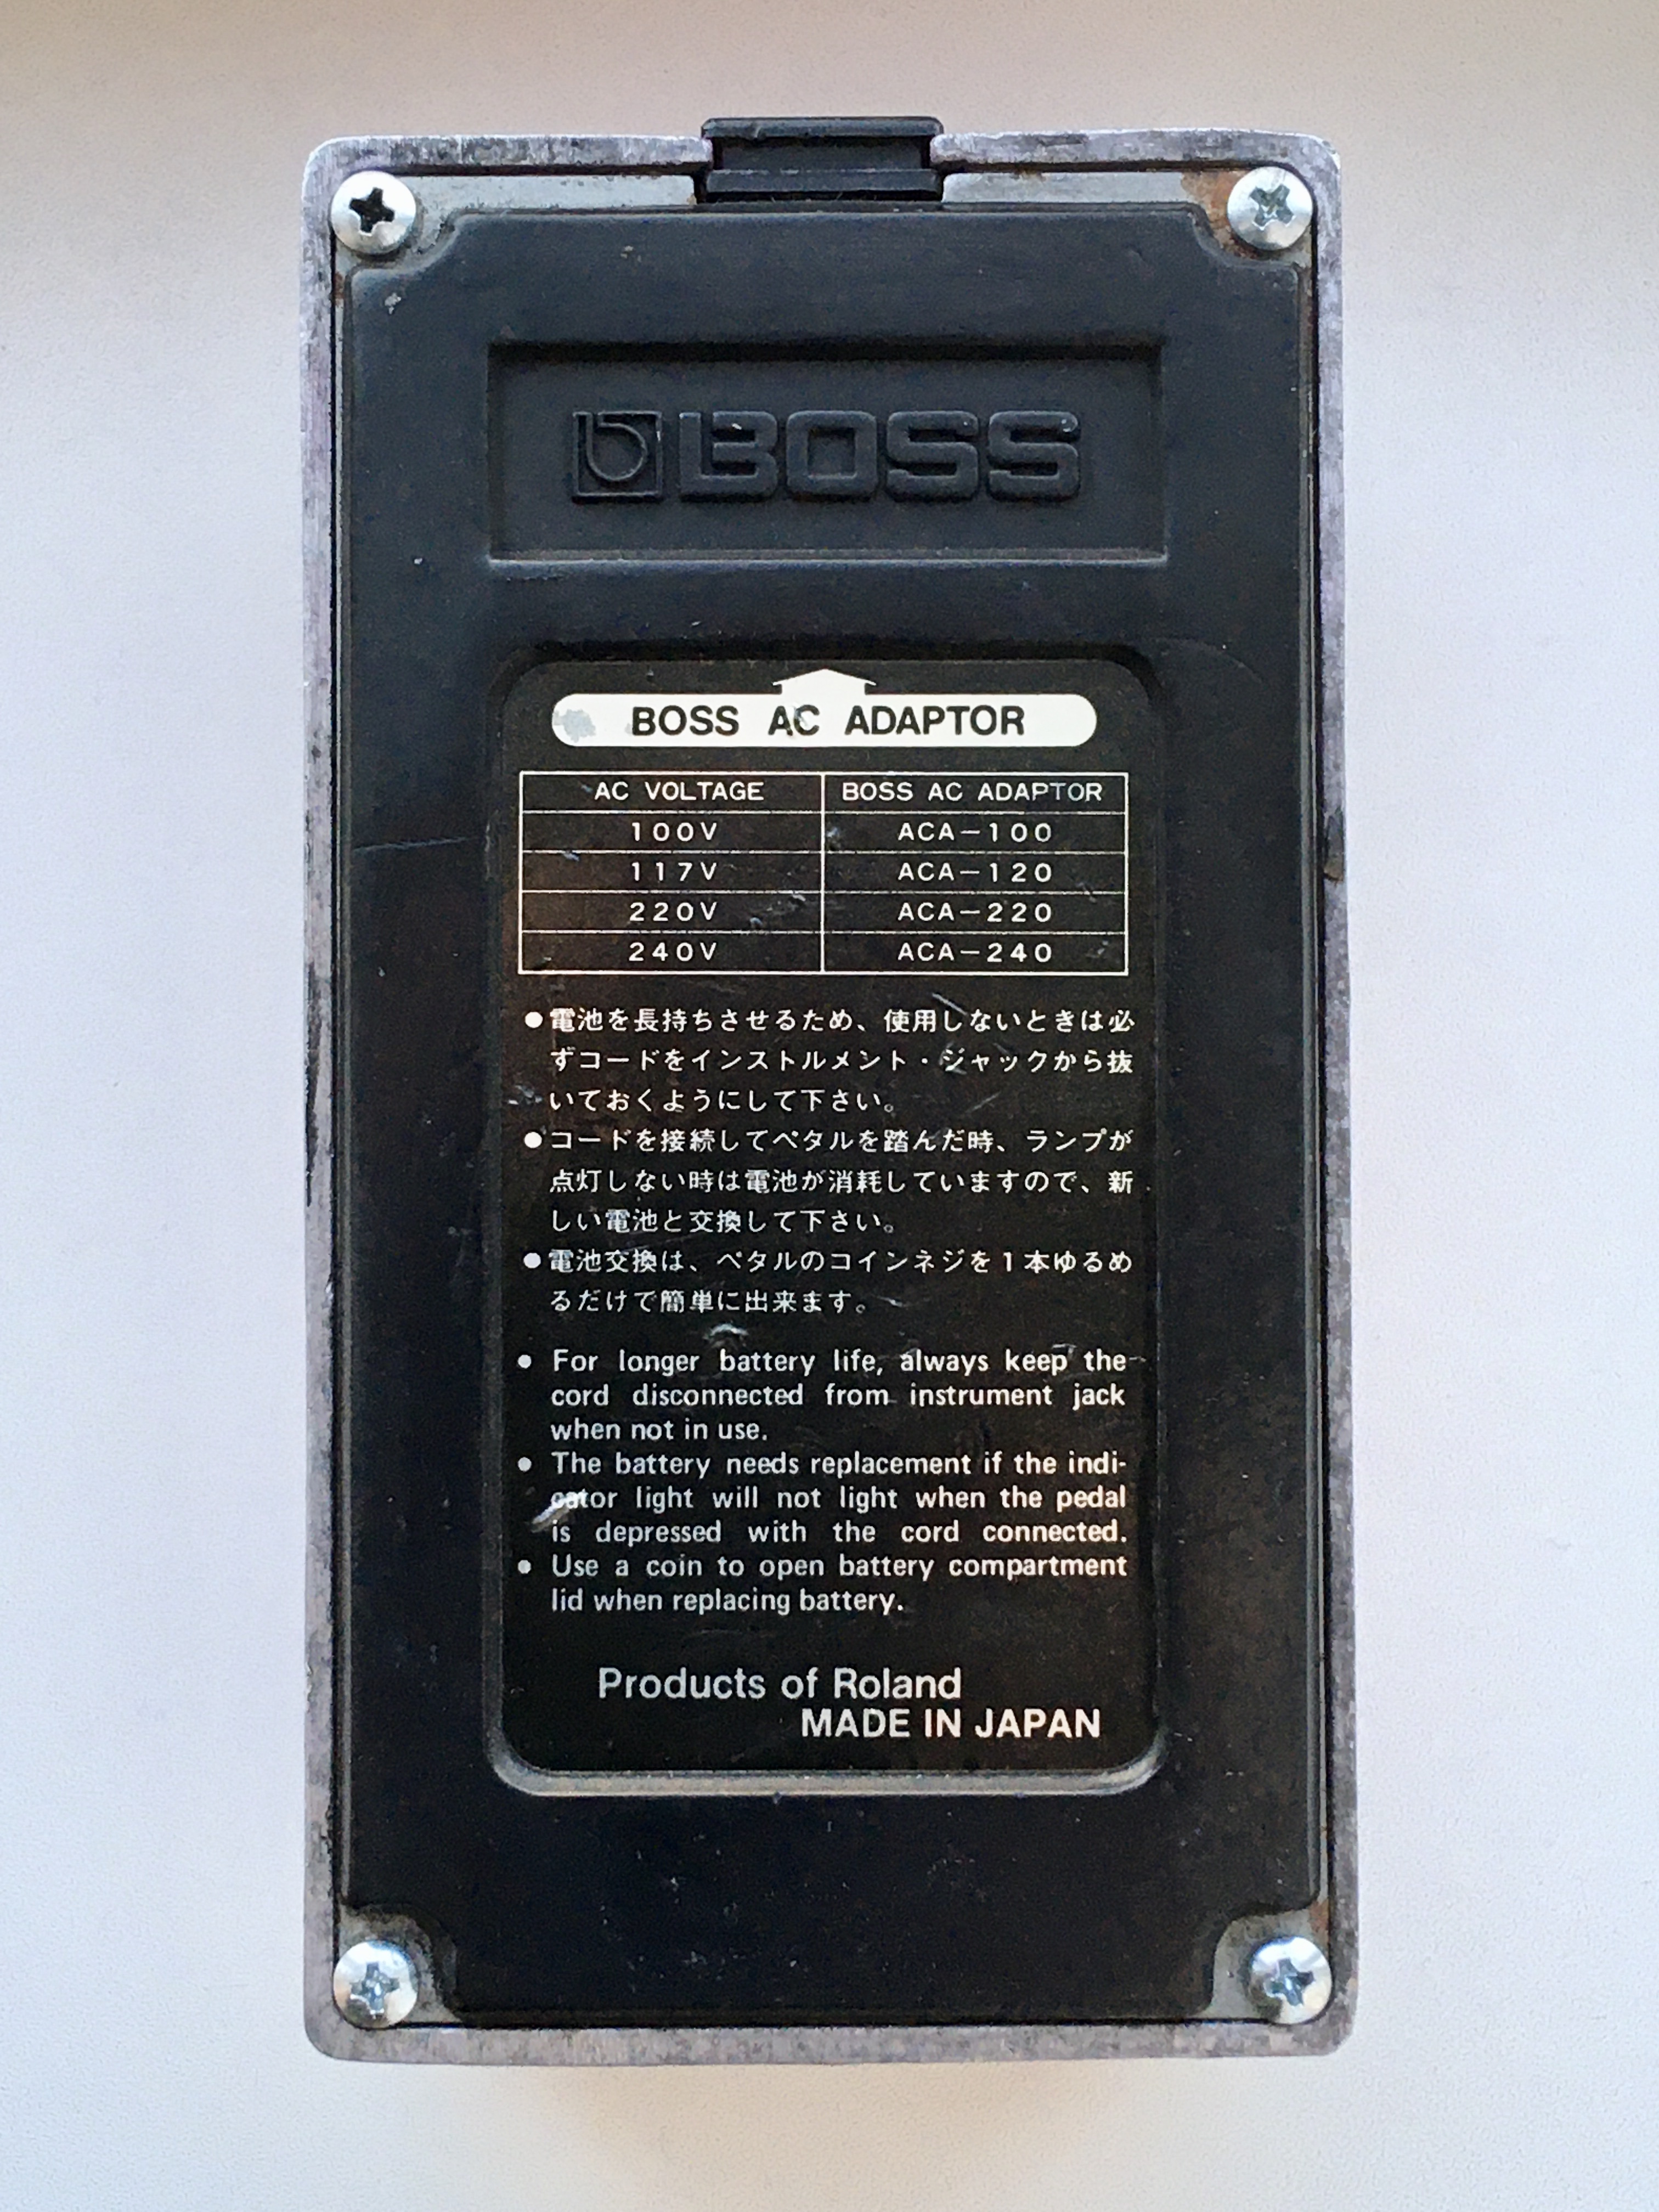 BOSS
BOSS AC ADAPTOR
AC VOLTAGE BOSS AC ADAPTOR
100V ACA-100
117V ACA-120
220V ACA-220
240V ACA-240
●電池を長持ちさせるため、使用しないときは必
ずコードをインストルメント・ジャックから抜
いておくようにして下さい。
●コードを接続してペタルを踏んだ時、ランプが
点灯しない時は電池が消耗していますので、新
しい電池と交換して下さい。
●電池交換は、ペタルのコインネジを1本ゆるめ
るだけで簡単に出来ます。
● For longer battery life, always keep the
cord disconnected from instrument jack
when not in use.
● The battery needs replacement if the indi-
cator light will not light when the pedal
is depressed with the cord connected.
● Use a coin to open battery compartment
lid when replacing battery.
Products of Roland
MADE IN JAPAN